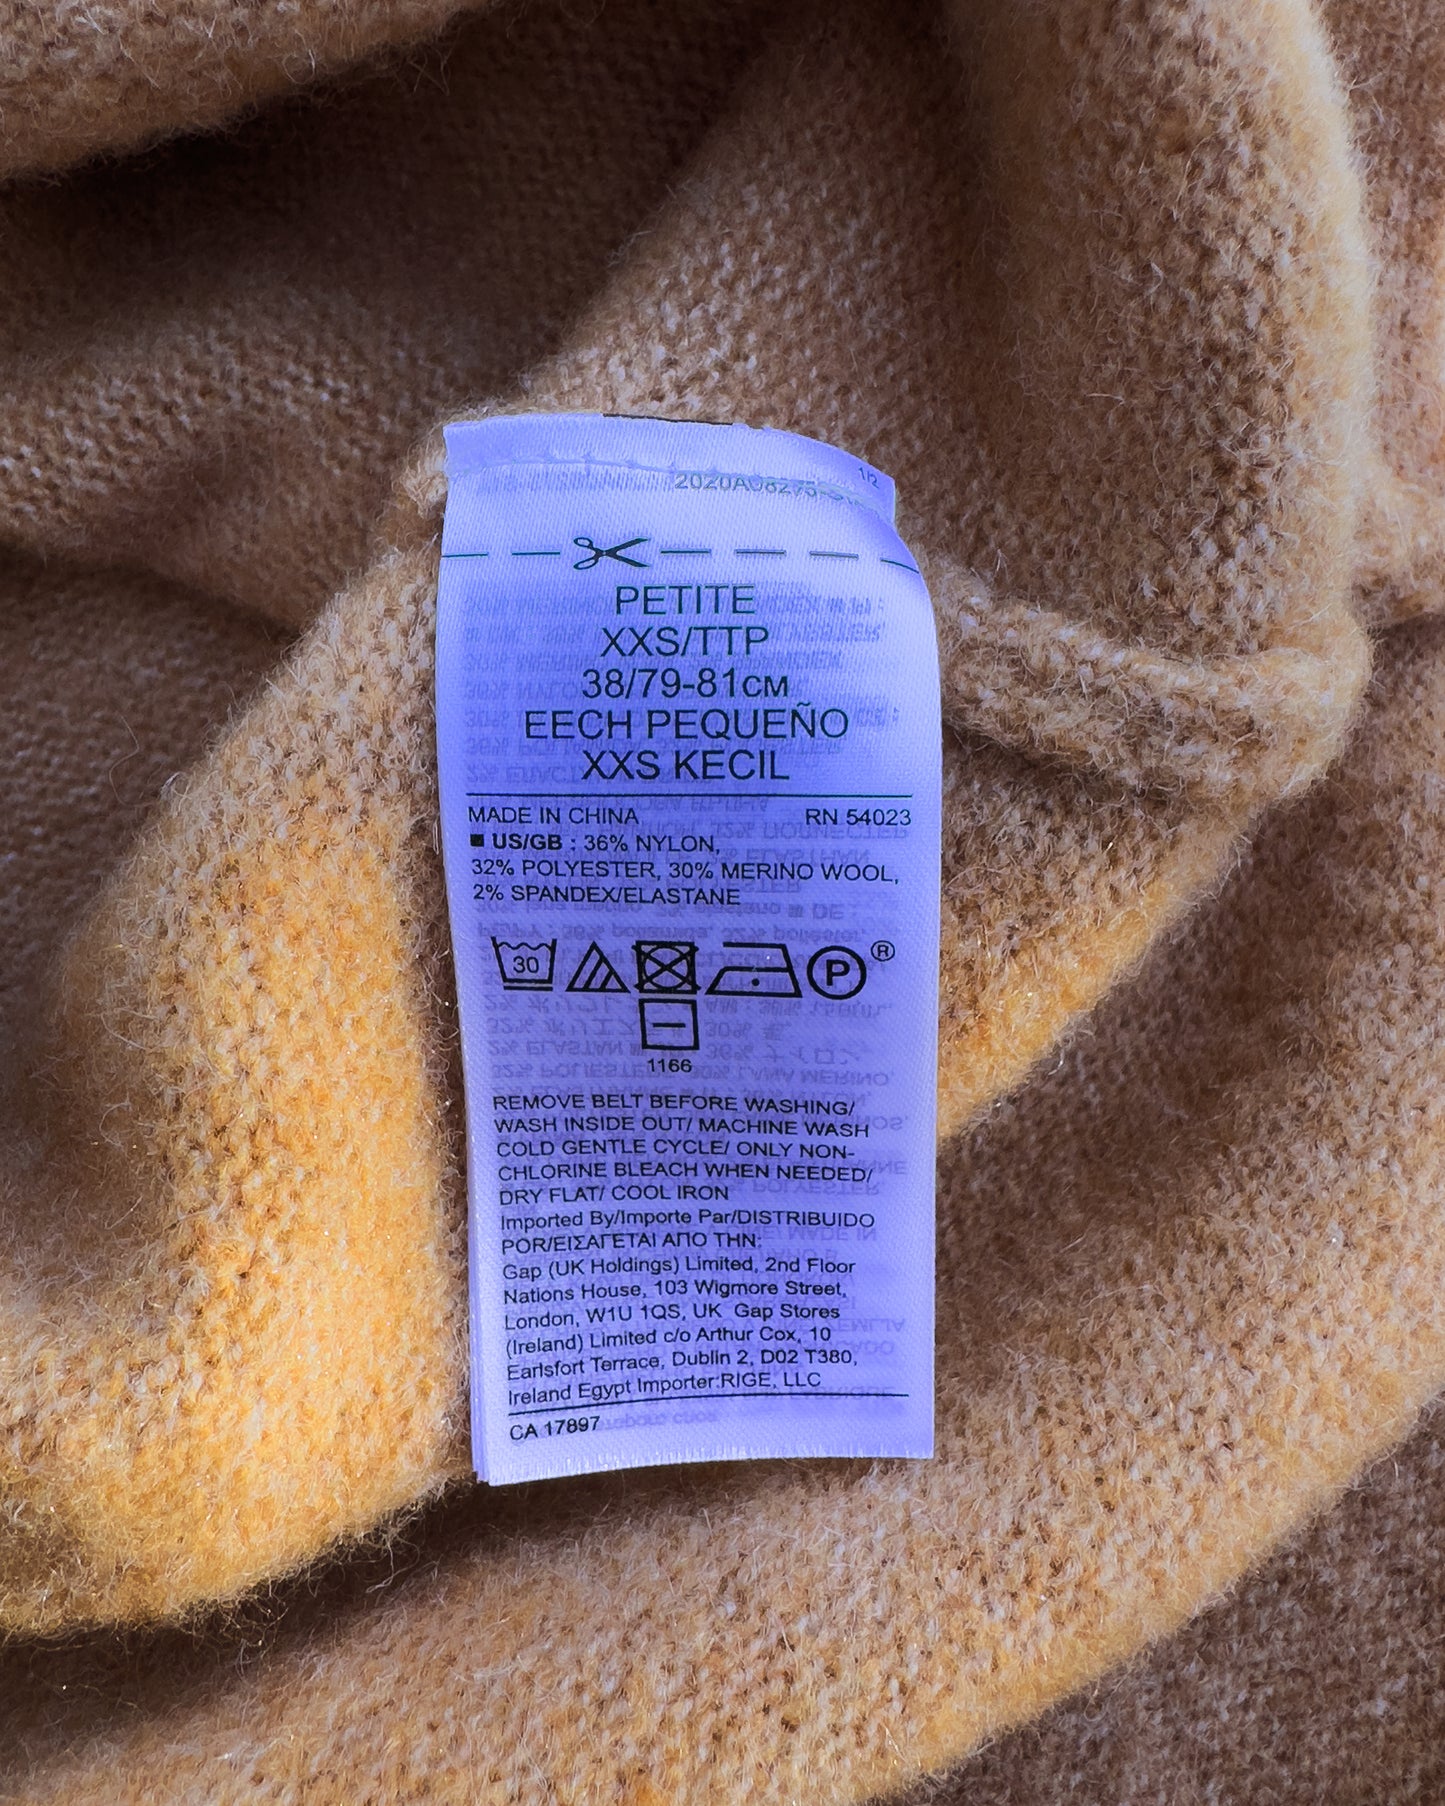 1/2
PETITE
XXS/TTP
38/79-81CM
EECH PEQUEÑO
XXS KECIL
MADE IN CHINA RN 54023
■ US/GB : 36% NYLON,
32% POLYESTER, 30% MERINO WOOL,
2% SPANDEX/ELASTANE
30 P ®
1166
REMOVE BELT BEFORE WASHING/
WASH INSIDE OUT/ MACHINE WASH
COLD GENTLE CYCLE/ ONLY NON-
CHLORINE BLEACH WHEN NEEDED/
DRY FLAT/ COOL IRON
Imported By/Importe Par/DISTRIBUIDO
POR/ΕΙΣΑΓΕΤΑΙ ΑΠΟ ΤΗΝ:
Gap (UK Holdings) Limited, 2nd Floor
Nations House, 103 Wigmore Street,
London, W1U 1QS, UK Gap Stores
(Ireland) Limited c/o Arthur Cox, 10
Earlsfort Terrace, Dublin 2, D02 T380,
Ireland Egypt Importer:RIGE, LLC
CA 17897